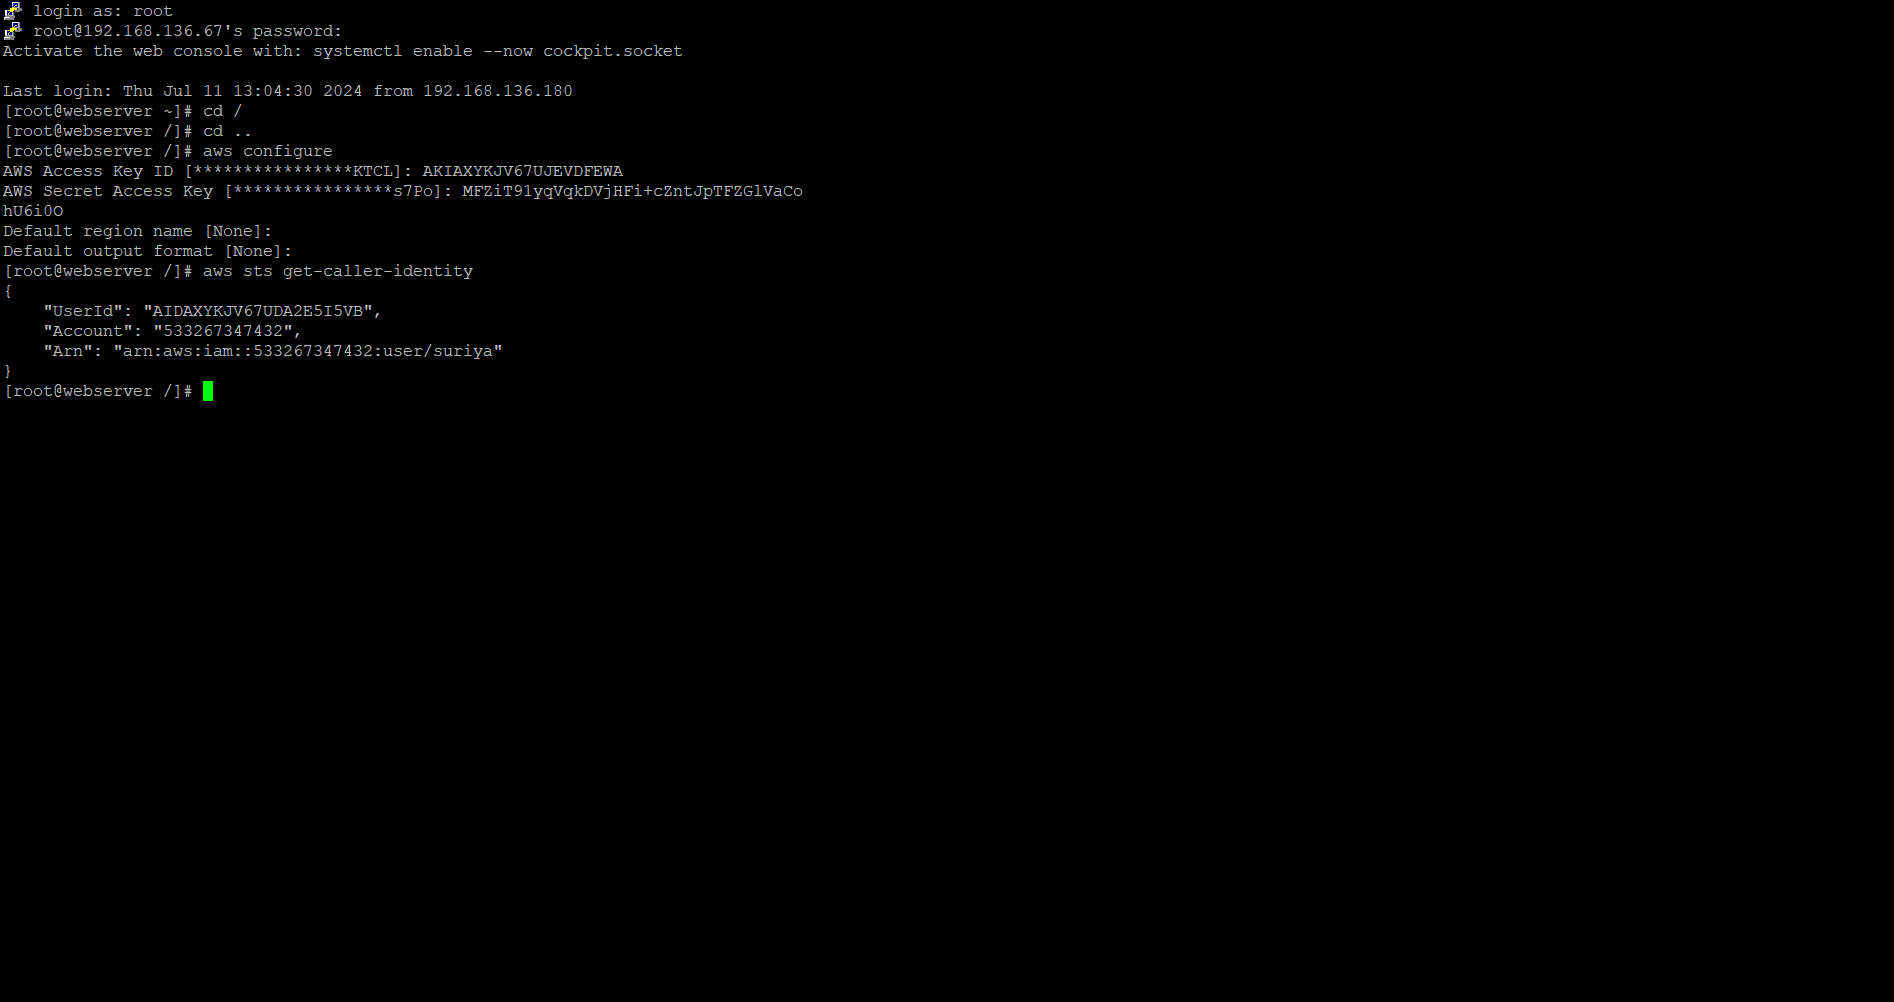 login as: root
root@192.168.136.67's password:
Activate the web console with: systemctl enable --now cockpit.socket
Last login: Thu Jul 11 13:04:30 2024 from 192.168.136.180
[root@webserver ~]# cd /
[root@webserver /]# cd ..
[root@webserver /]# aws configure
AWS Access Key ID [****************KTCL]: AKIAXYKJV67UJEVDFEWA
AWS Secret Access Key [****************s7Po]: MFZiT91yqVqkDVjHFi+cZntJpTFZGlVaCo
hU6i0O
Default region name [None]:
Default output format [None]:
[root@webserver /]# aws sts get-caller-identity
{
    "UserId": "AIDAXYKJV67UDA2E5I5VB",
    "Account": "533267347432",
    "Arn": "arn:aws:iam::533267347432:user/suriya"
}
[root@webserver /]#